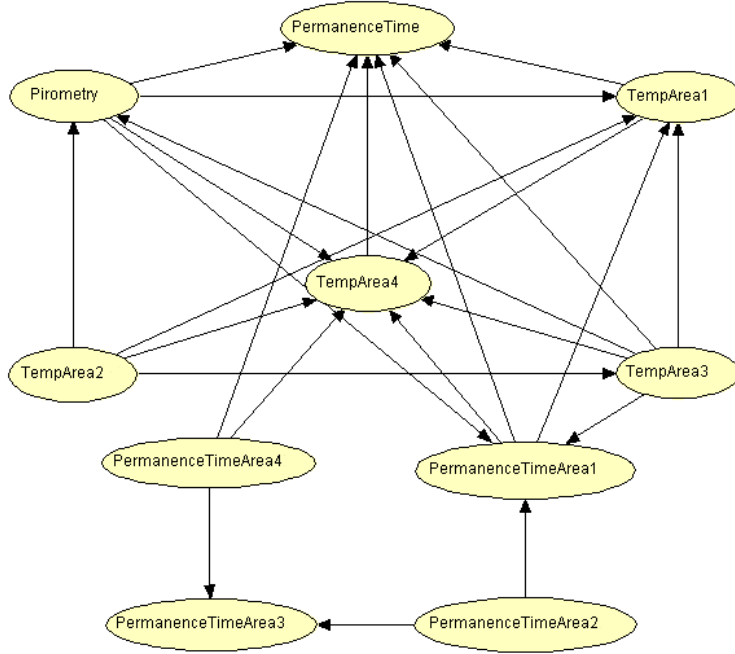 PermanenceTime
Pirometry
TempArea1
TempArea4
TempArea2
TempArea3
PermanenceTimeArea4
PermanenceTimeArea1
PermanenceTimeArea3
PermanenceTimeArea2